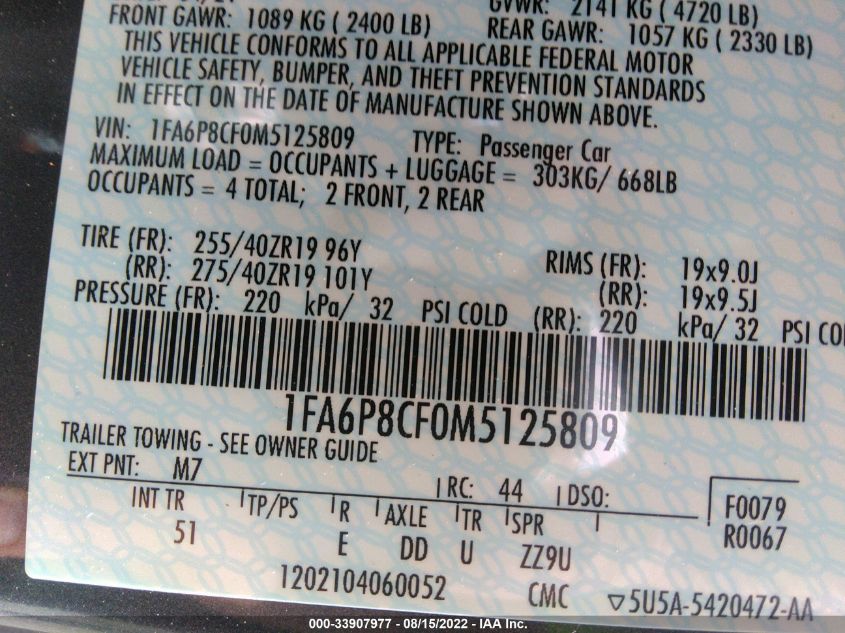 GVWR: 2141 KG ( 4720 LB)
FRONT GAWR: 1089 KG ( 2400 LB)
REAR GAWR: 1057 KG ( 2330 LB)
THIS VEHICLE CONFORMS TO ALL APPLICABLE FEDERAL MOTOR
VEHICLE SAFETY, BUMPER, AND THEFT PREVENTION STANDARDS
IN EFFECT ON THE DATE OF MANUFACTURE SHOWN ABOVE.
VIN: 1FA6P8CF0M5125809 TYPE: Passenger Car
MAXIMUM LOAD = OCCUPANTS + LUGGAGE = 303KG/ 668LB
OCCUPANTS = 4 TOTAL; 2 FRONT, 2 REAR
TIRE (FR): 255/40ZR19 96Y RIMS (FR): 19x9.0J
(RR): 275/40ZR19 101Y (RR): 19x9.5J
PRESSURE (FR): 220 kPa/ 32 PSI COLD (RR): 220 kPa/ 32 PSI COL
1FA6P8CF0M5125809
TRAILER TOWING - SEE OWNER GUIDE
EXT PNT: M7 RC: 44 DSO:
F0079
R0067
INT TR TP/PS R AXLE TR SPR
51 E DD U ZZ9U
1202104060052 CMC ▽5U5A-5420472-AA
000-33907977 - 08/15/2022 - IAA Inc.